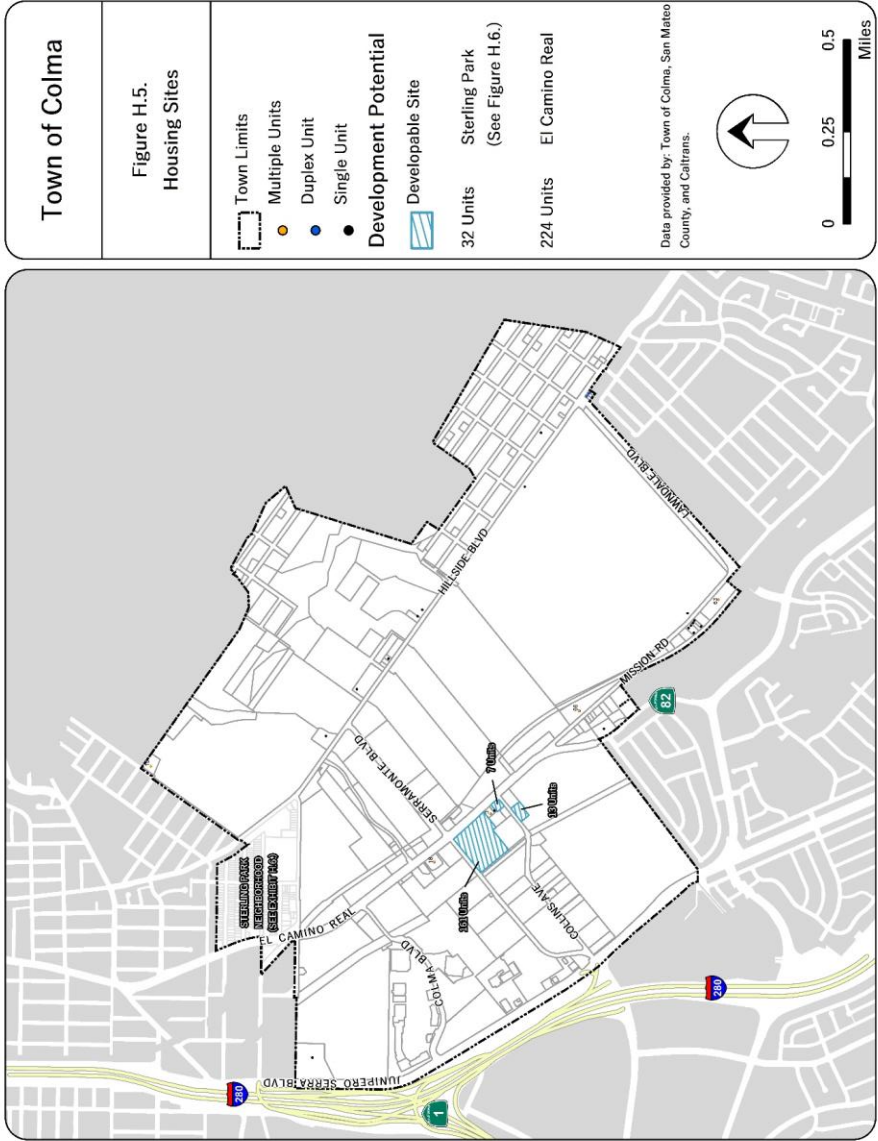 Town of Colma
Figure H.5.
Housing Sites
Town Limits
Multiple Units
Duplex Unit
Single Unit
Development Potential
Developable Site
32 Units Sterling Park
(See Figure H.6.)
224 Units El Camino Real
Data provided by: Town of Colma, San Mateo
County, and Caltrans.
0 0.25 0.5
Miles
STERLING PARK
NEIGHBORHOOD
(SEE EXHIBIT H.6)
EL CAMINO REAL
JUNIPERO SERRA BLVD
COLMA BLVD
SERRAMONTE BLVD
HILLSIDE BLVD
COLLINS AVE
MISSION RD
LAWNDALE BLVD
7 Units
13 Units
280
1
280
82